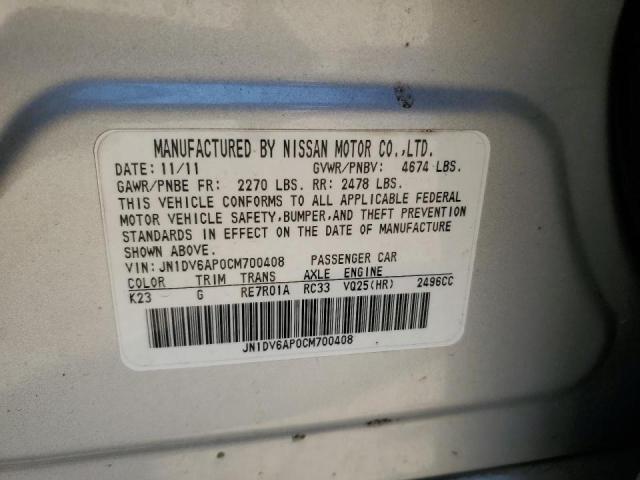 MANUFACTURED BY NISSAN MOTOR CO.,LTD.
DATE: 11/11 GVWR/PNBV: 4674 LBS.
GAWR/PNBE FR: 2270 LBS. RR: 2478 LBS.
THIS VEHICLE CONFORMS TO ALL APPLICABLE FEDERAL
MOTOR VEHICLE SAFETY,BUMPER,AND THEFT PREVENTION
STANDARDS IN EFFECT ON THE DATE OF MANUFACTURE
SHOWN ABOVE.
VIN: JN1DV6AP0CM700408 PASSENGER CAR
COLOR TRIM TRANS AXLE ENGINE
K23 G RE7R01A RC33 VQ25(HR) 2496CC
JN1DV6AP0CM700408